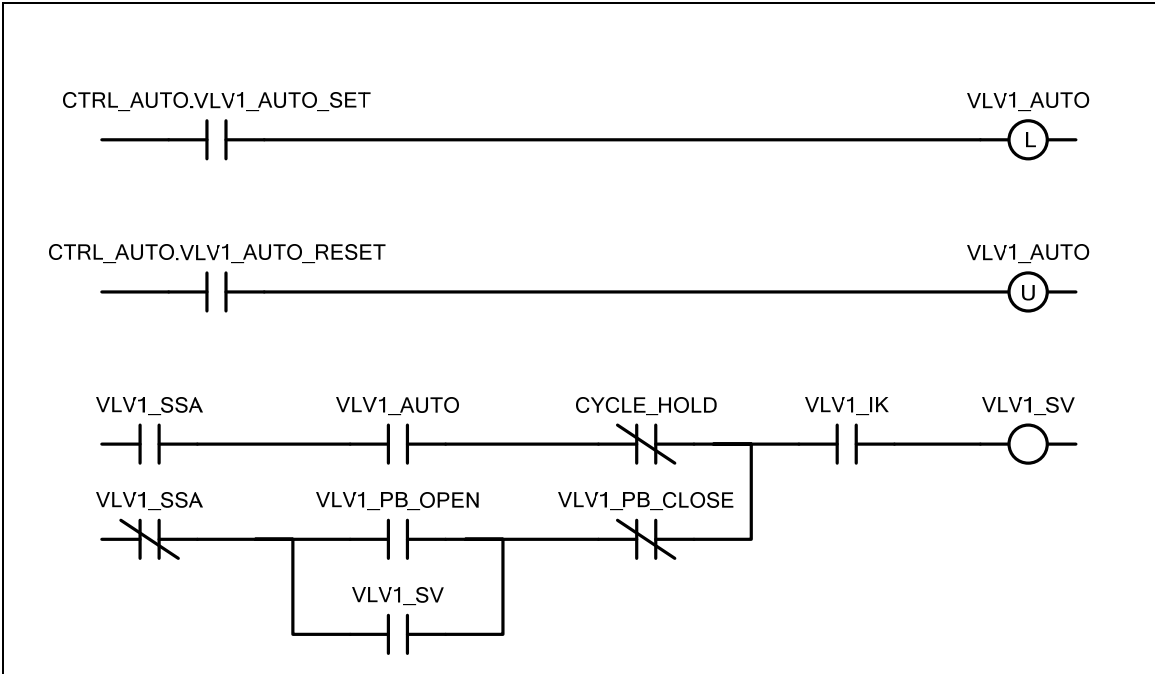 CTRL_AUTO.VLV1_AUTO_SET VLV1_AUTO
L
CTRL_AUTO.VLV1_AUTO_RESET VLV1_AUTO
U
VLV1_SSA VLV1_AUTO CYCLE_HOLD VLV1_IK VLV1_SV
VLV1_SSA VLV1_PB_OPEN VLV1_PB_CLOSE
VLV1_SV